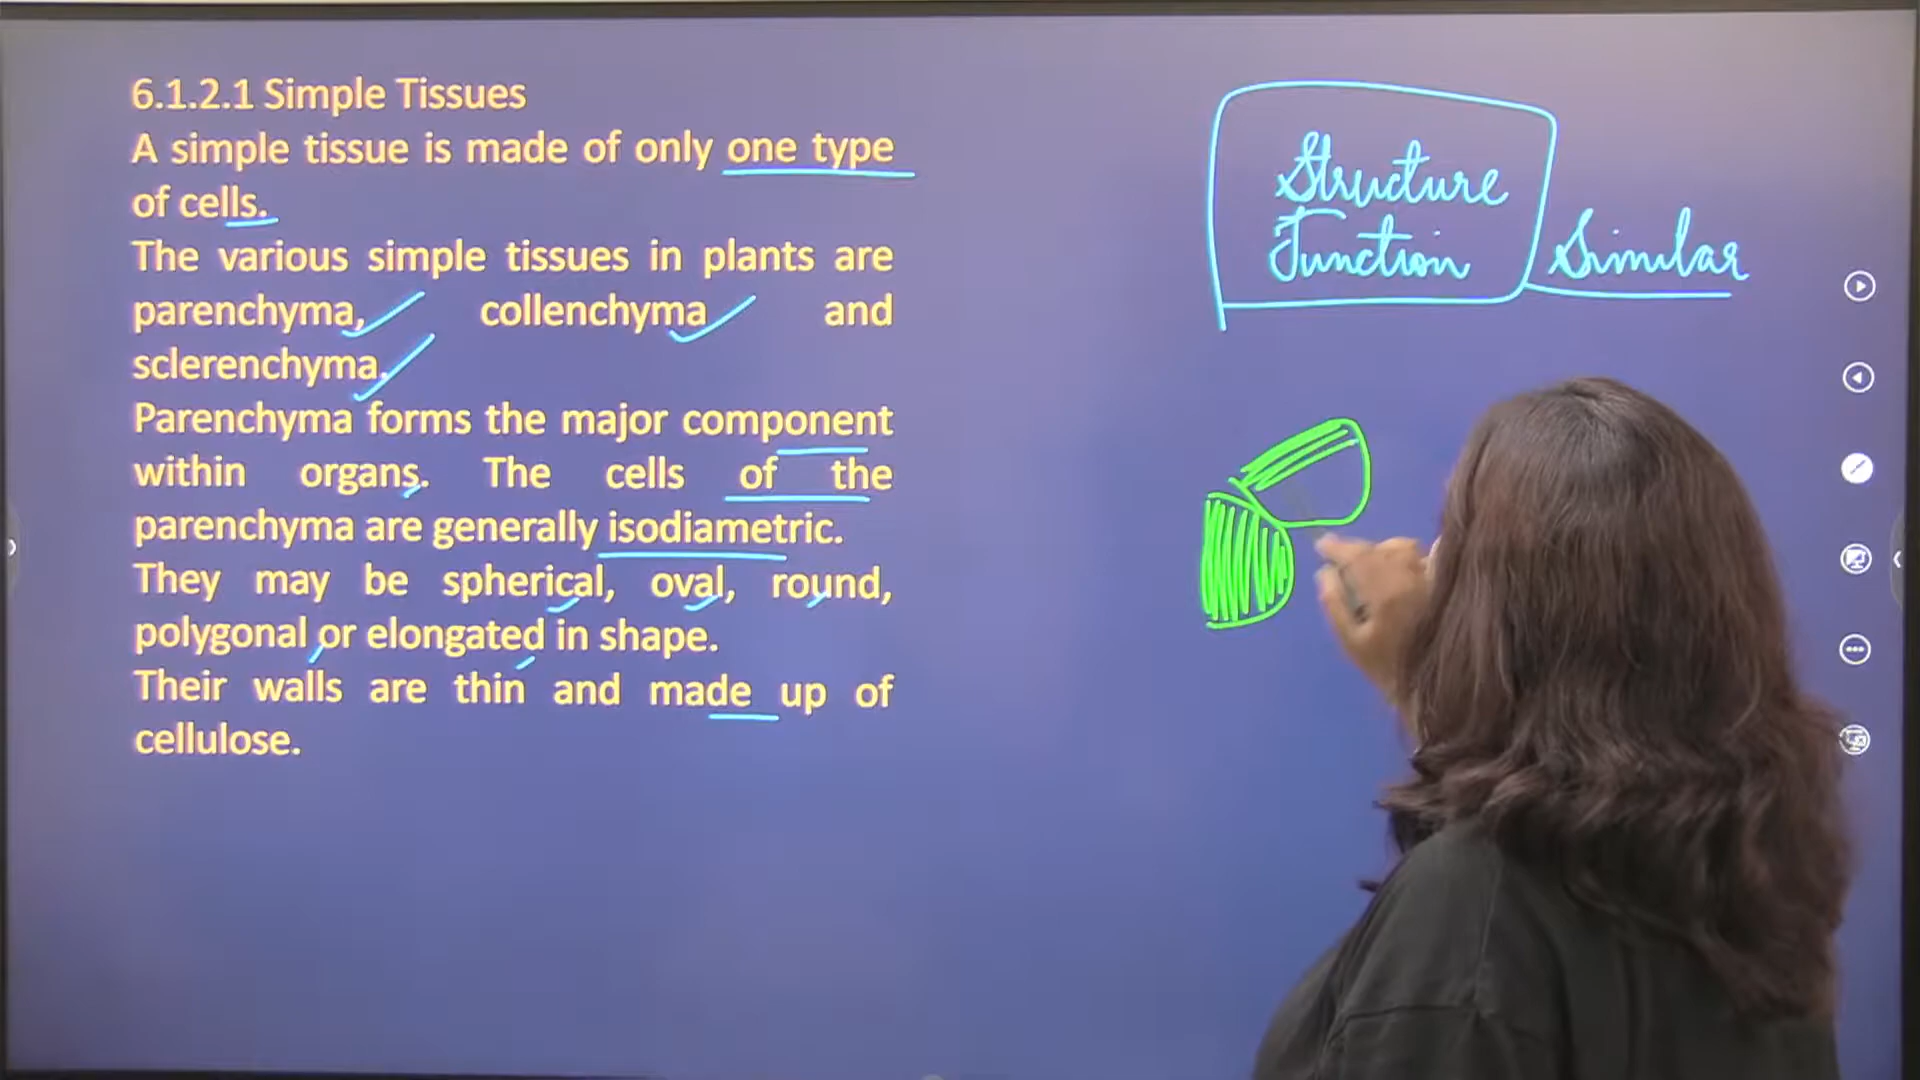 6.1.2.1 Simple Tissues
A simple tissue is made of only one type
of cells.
The various simple tissues in plants are
parenchyma, collenchyma and
sclerenchyma.
Parenchyma forms the major component
within organs. The cells of the
parenchyma are generally isodiametric.
They may be spherical, oval, round,
polygonal or elongated in shape.
Their walls are thin and made up of
cellulose.
Structure
Function
Similar